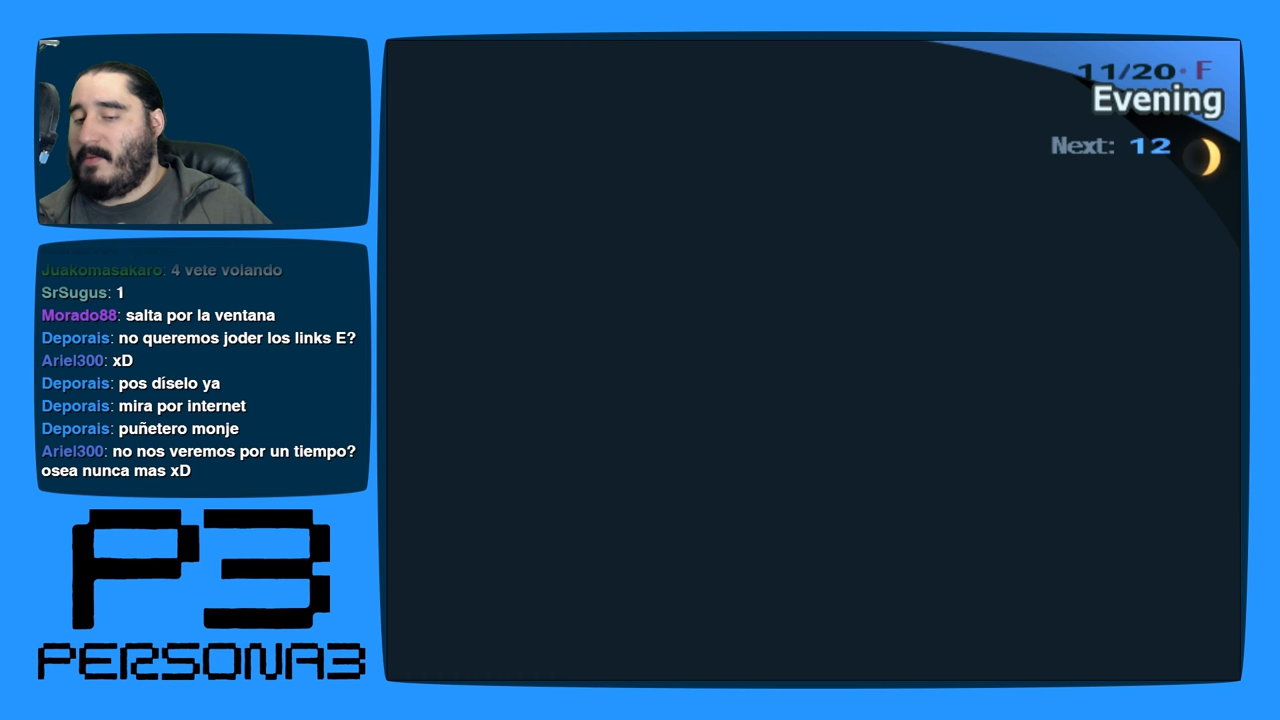 11/20 · F
Evening
Next: 12
Juakomasakaro: 4 vete volando
SrSugus: 1
Morado88: salta por la ventana
Deporais: no queremos joder los links E?
Ariel300: xD
Deporais: pos díselo ya
Deporais: mira por internet
Deporais: puñetero monje
Ariel300: no nos veremos por un tiempo?
osea nunca mas xD
P3
PERSONA3